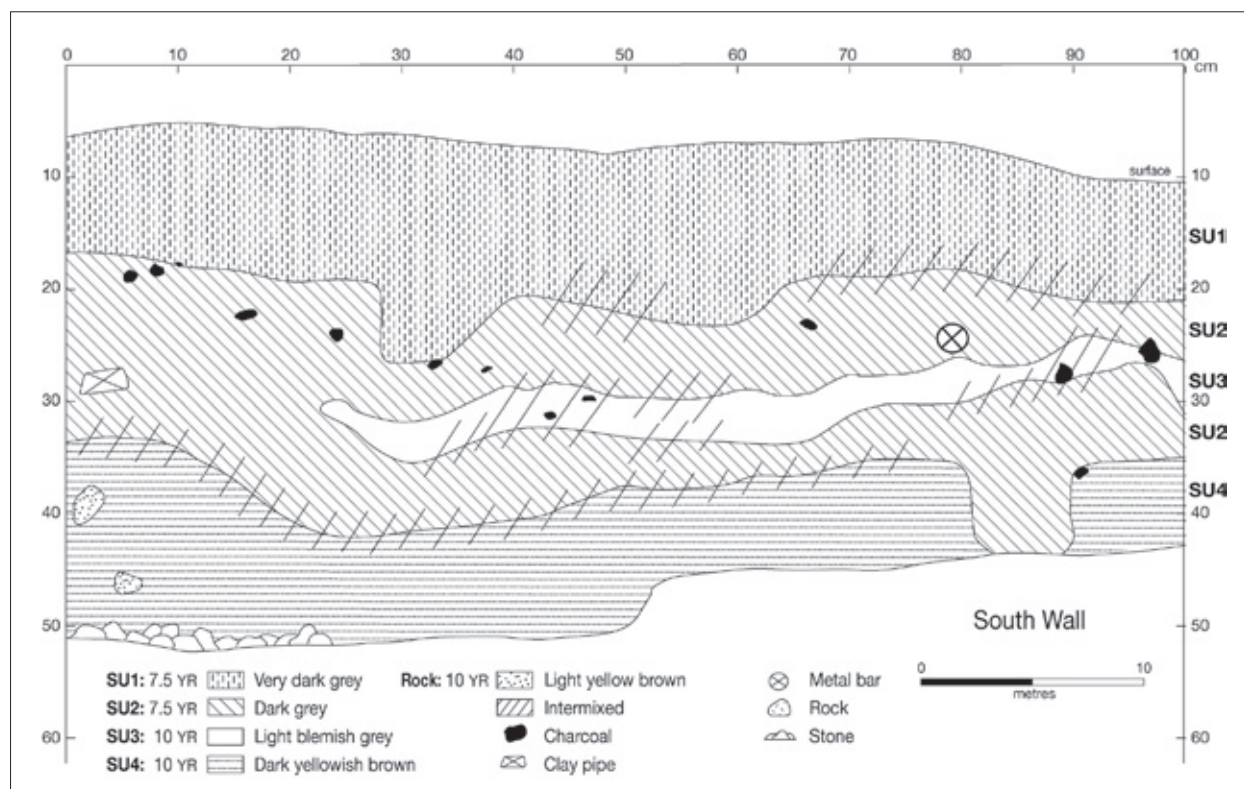 0 10 20 30 40 50 60 70 80 90 100
cm
surface
10 10
SU1
20 20
SU2
SU3
30 30
SU2
SU4
40 40
50 50
60 60
South Wall
SU1: 7.5 YR Very dark grey
SU2: 7.5 YR Dark grey
SU3: 10 YR Light blemish grey
SU4: 10 YR Dark yellowish brown
Rock: 10 YR Light yellow brown
Intermixed
Charcoal
Clay pipe
Metal bar
Rock
Stone
0 10
metres